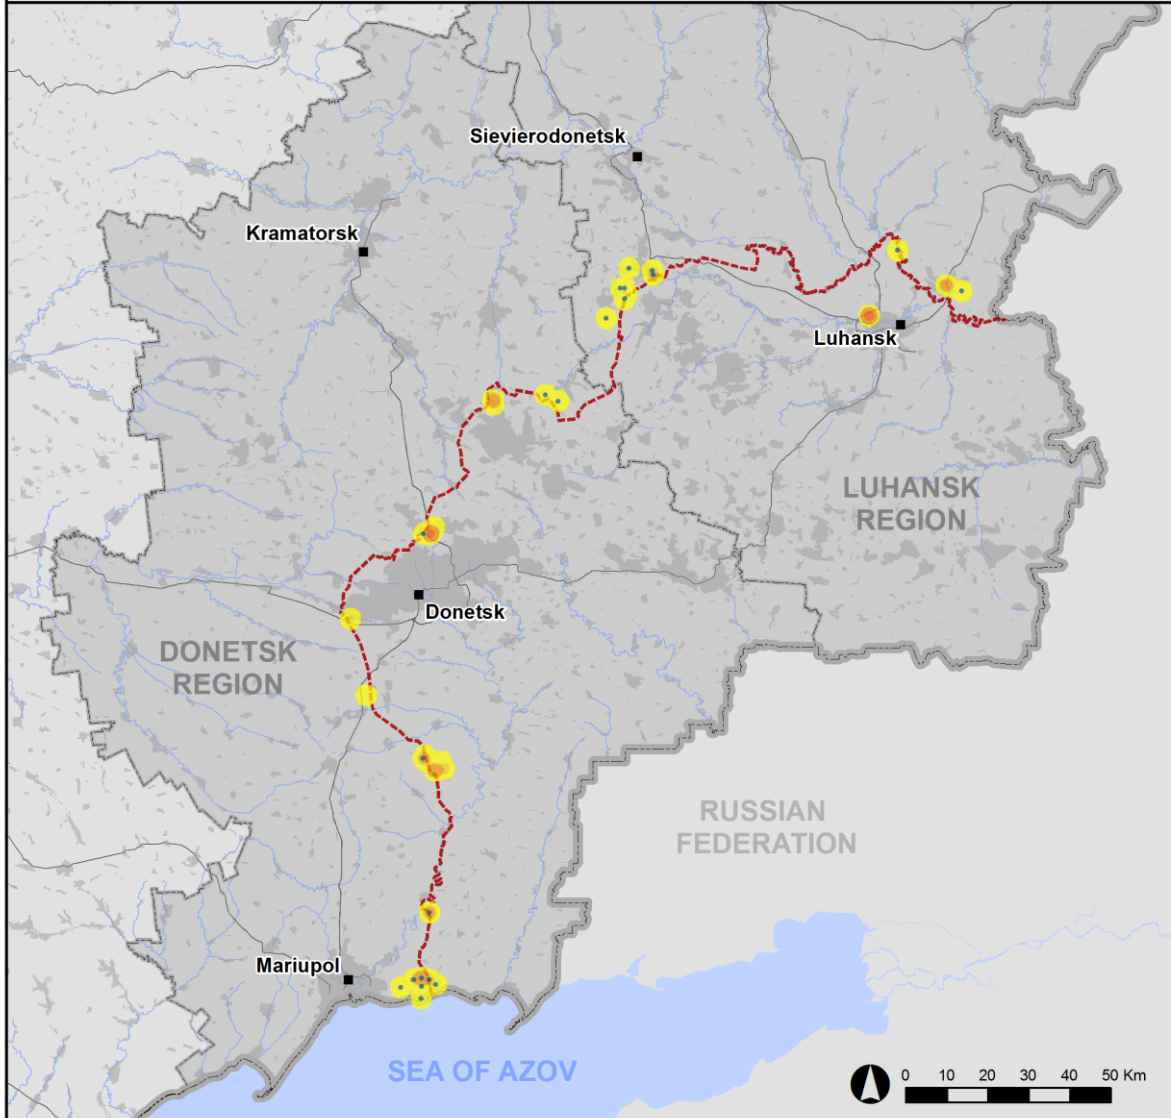 Sievierodonetsk
Kramatorsk
Luhansk
LUHANSK
REGION
Donetsk
DONETSK
REGION
RUSSIAN
FEDERATION
Mariupol
SEA OF AZOV
0 10 20 30 40 50 Km